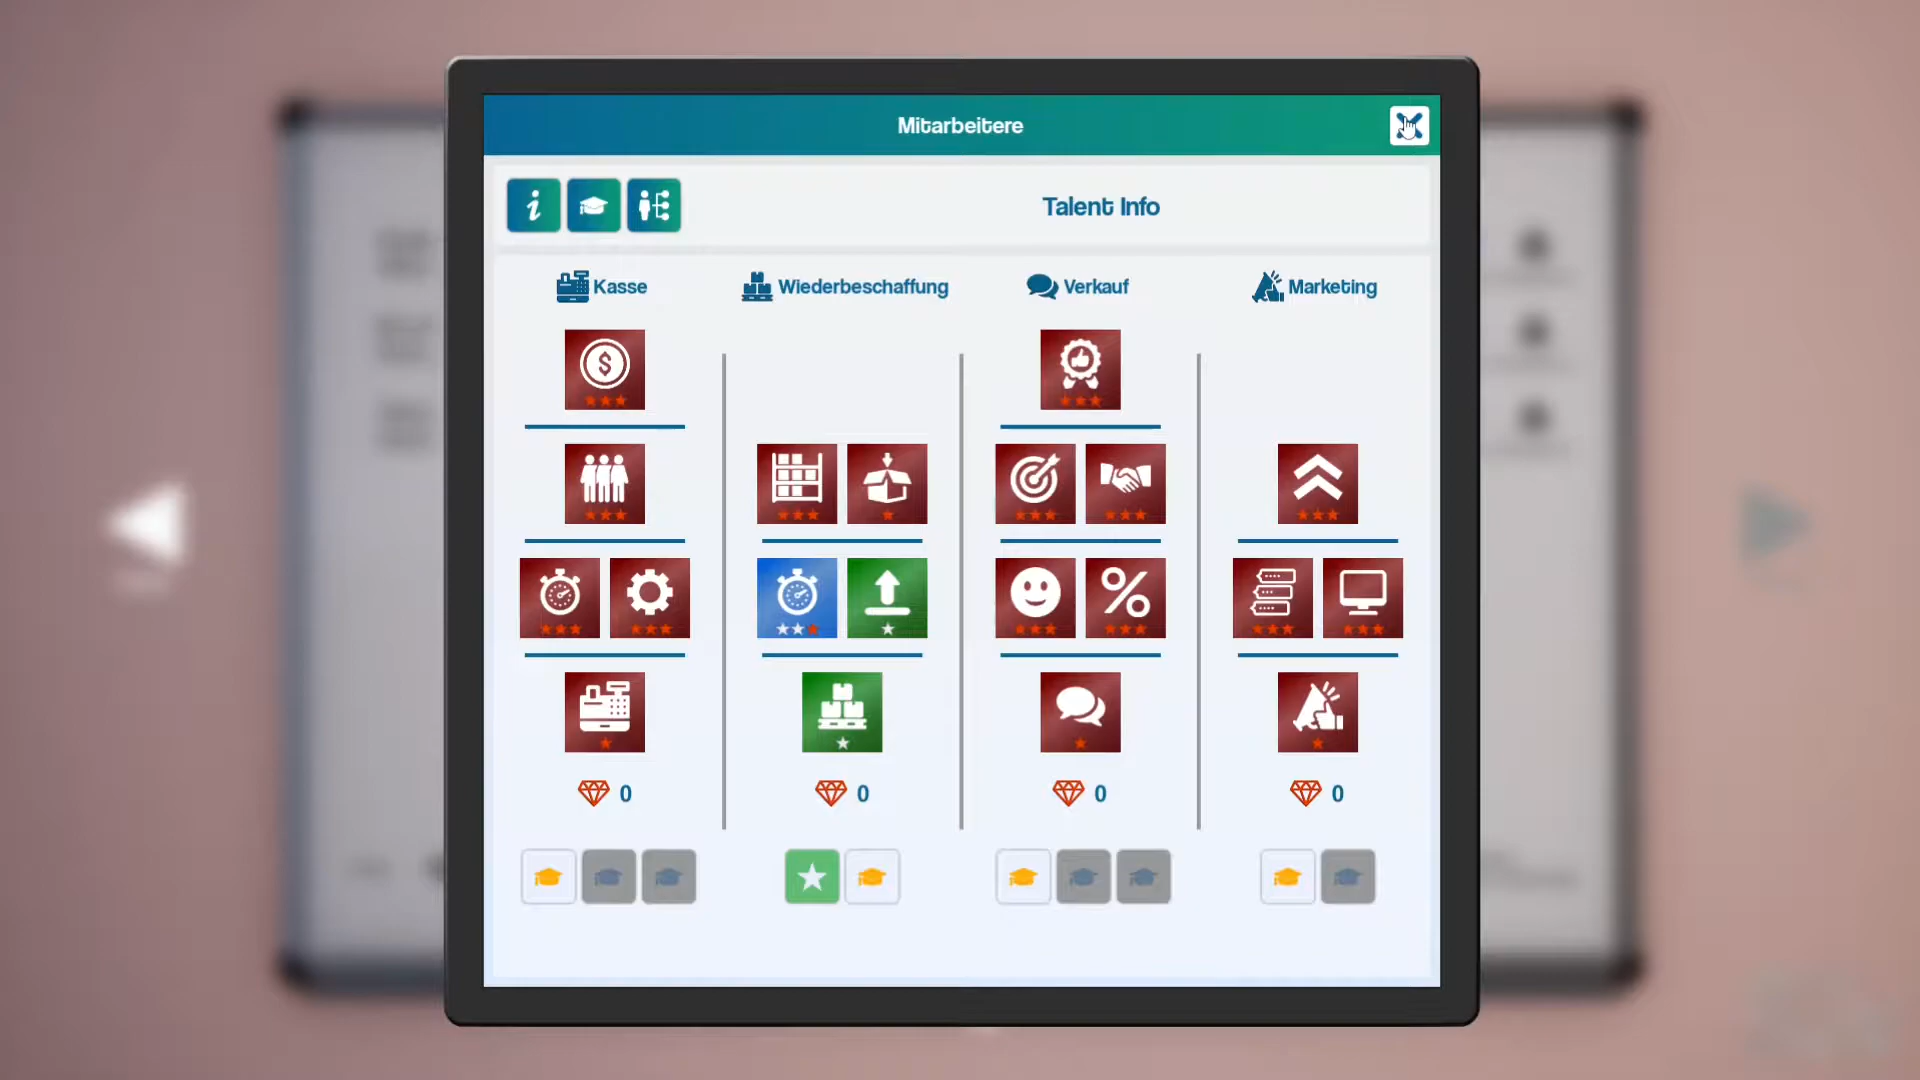 Mitarbeitere
Talent Info
Kasse
Wiederbeschaffung
Verkauf
Marketing
0
0
0
0